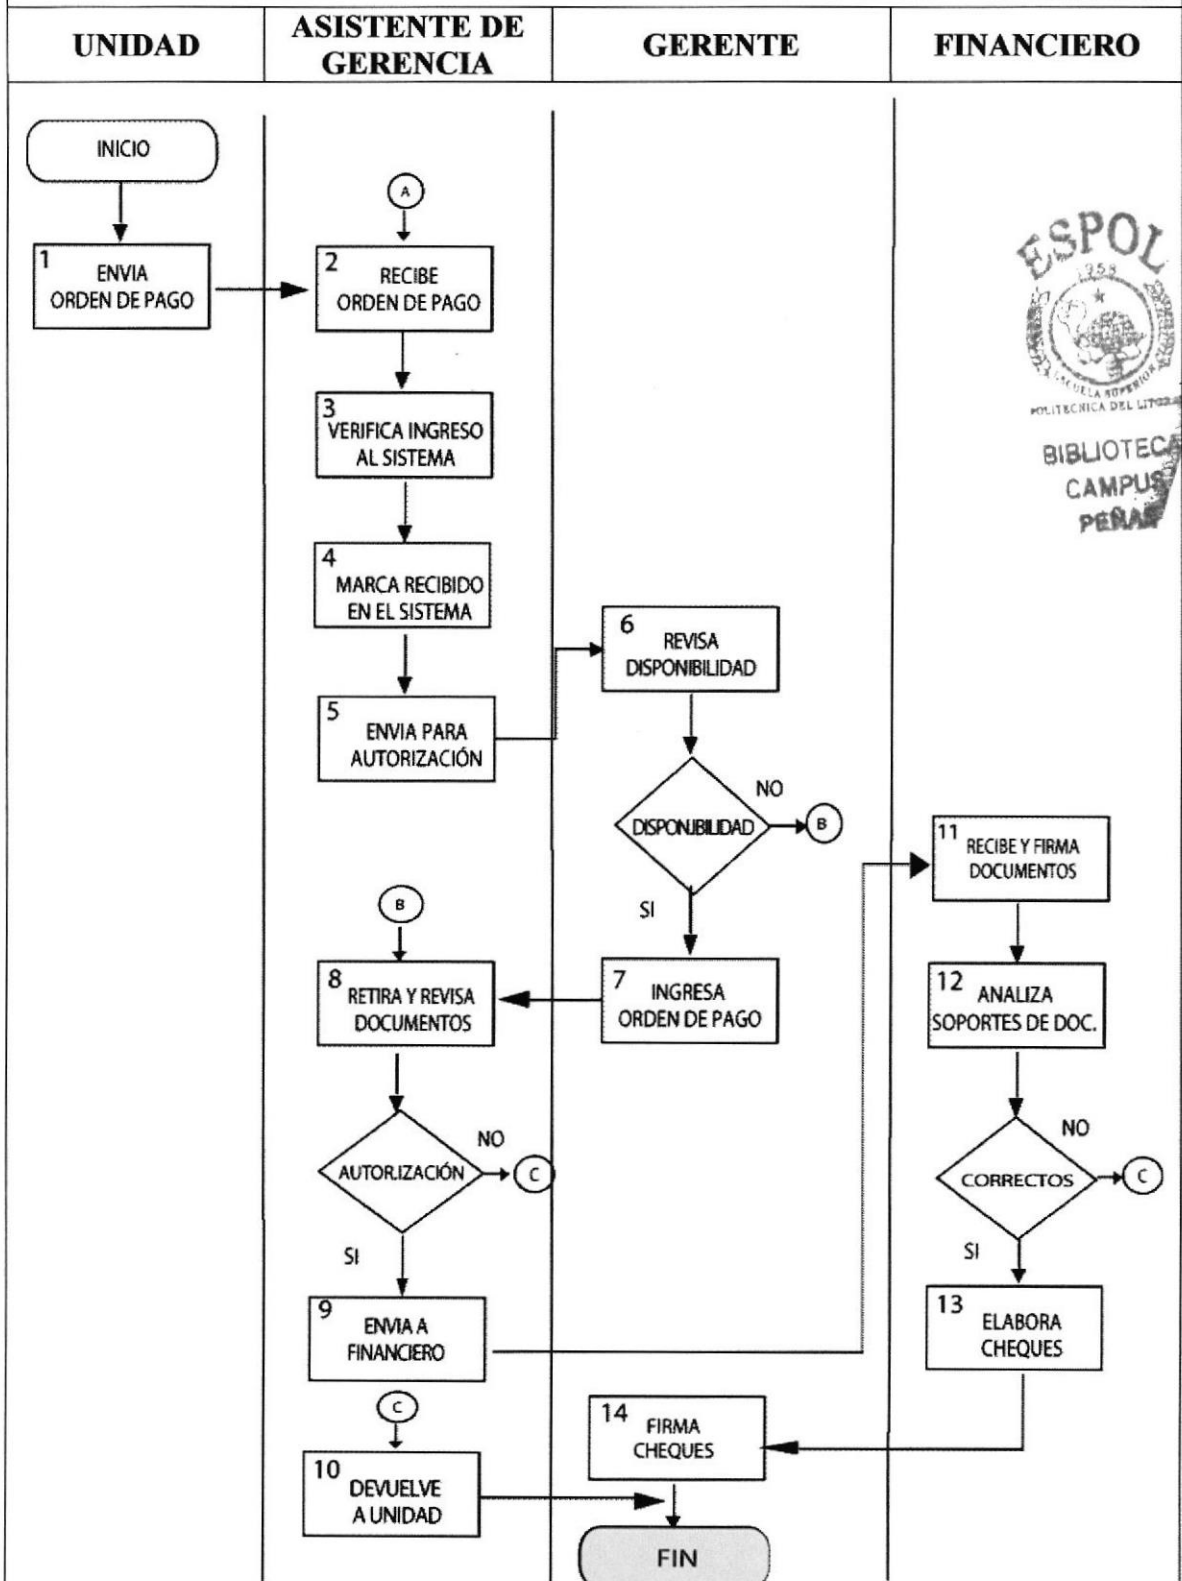 UNIDAD
ASISTENTE DE
GERENCIA
GERENTE
FINANCIERO
INICIO
1
ENVIA
ORDEN DE PAGO
A
2
RECIBE
ORDEN DE PAGO
3
VERIFICA INGRESO
AL SISTEMA
4
MARCA RECIBIDO
EN EL SISTEMA
5
ENVIA PARA
AUTORIZACIÓN
6
REVISA
DISPONIBILIDAD
DISPONIBILIDAD
NO
B
SI
7
INGRESA
ORDEN DE PAGO
B
8
RETIRA Y REVISA
DOCUMENTOS
AUTORIZACIÓN
NO
C
SI
9
ENVIA A
FINANCIERO
C
10
DEVUELVE
A UNIDAD
11
RECIBE Y FIRMA
DOCUMENTOS
12
ANALIZA
SOPORTES DE DOC.
CORRECTOS
NO
C
SI
13
ELABORA
CHEQUES
14
FIRMA
CHEQUES
FIN
ESPOL
1958
ESCUELA SUPERIOR
POLITECNICA DEL LITORAL
BIBLIOTECA
CAMPUS
PEÑAS